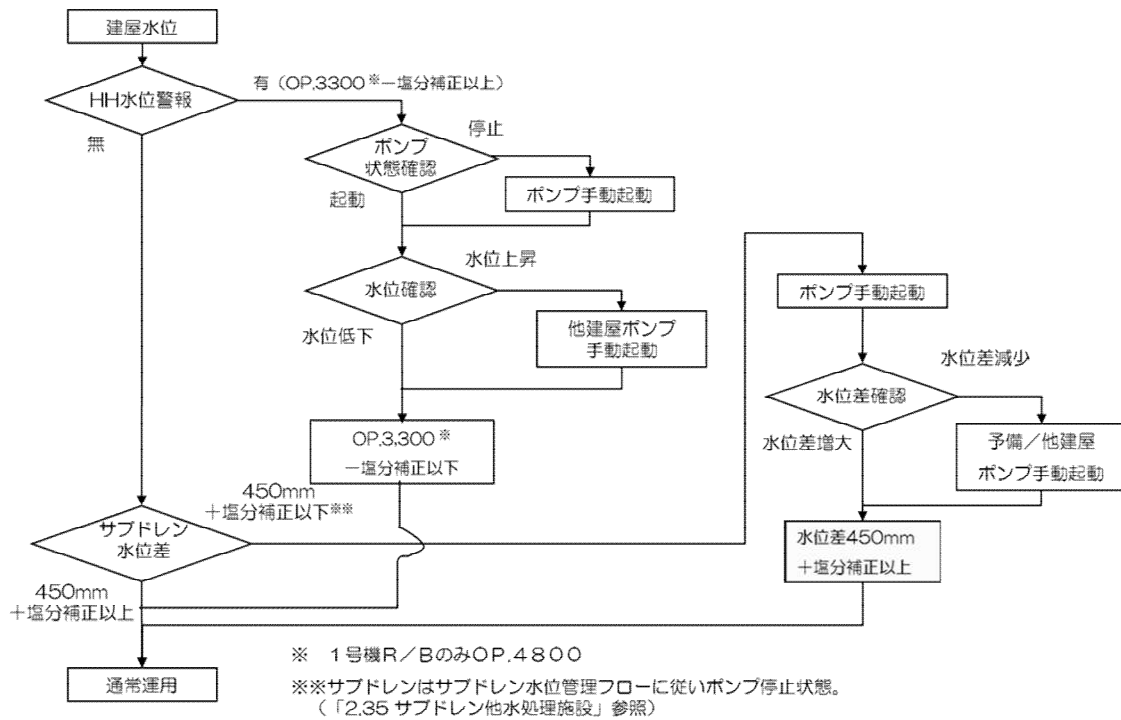 建屋水位
HH水位警報
有（OP.3300※－塩分補正以上）
無
ポンプ
状態確認
停止
起動
ポンプ手動起動
水位確認
水位上昇
水位低下
他建屋ポンプ
手動起動
OP.3,300※
－塩分補正以下
サブドレン
水位差
450mm
＋塩分補正以下※※
450mm
＋塩分補正以上
ポンプ手動起動
水位差確認
水位差減少
水位差増大
予備／他建屋
ポンプ手動起動
水位差450mm
＋塩分補正以上
通常運用
※　１号機Ｒ／ＢのみOP.4800
※※サブドレンはサブドレン水位管理フローに従いポンプ停止状態。
（「2.35 サブドレン他水処理施設」参照）